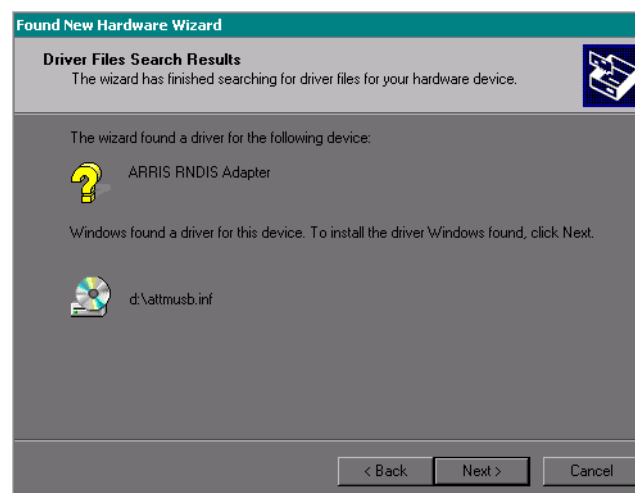 Found New Hardware Wizard
Driver Files Search Results
The wizard has finished searching for driver files for your hardware device.
The wizard found a driver for the following device:
ARRIS RNDIS Adapter
Windows found a driver for this device. To install the driver Windows found, click Next.
d:\attmusb.inf
< Back Next > Cancel